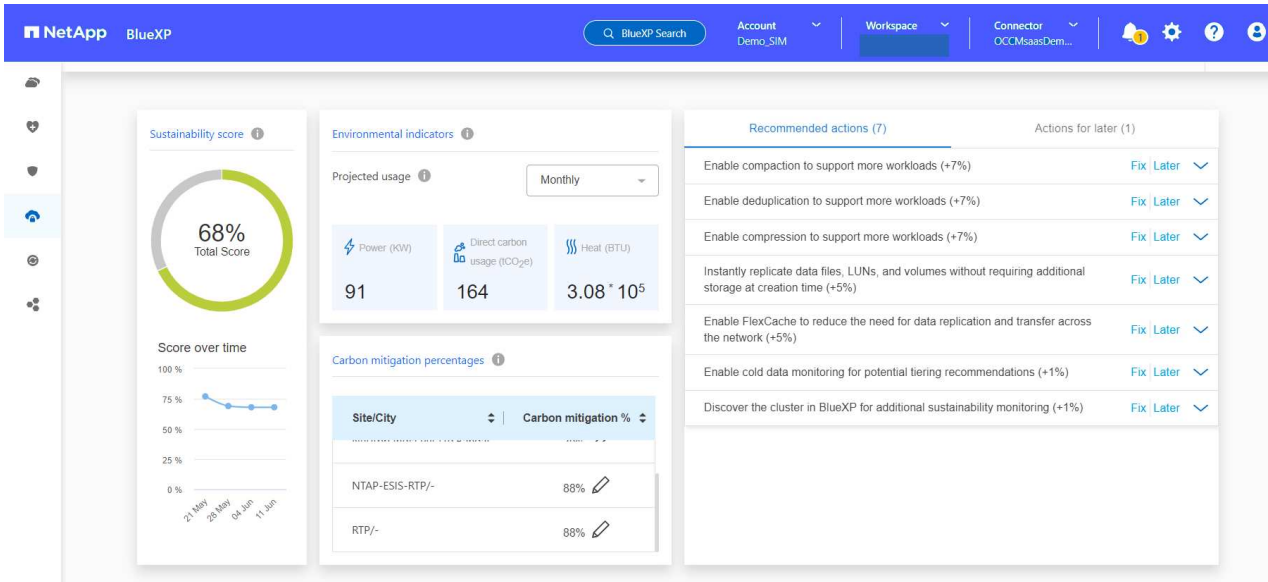 NetApp BlueXP
BlueXP Search
Account
Demo_SIM
Workspace
Connector
OCCMsaasDem...
1
Sustainability score
68%
Total Score
Score over time
100 %
75 %
50 %
25 %
0 %
21 May
28 May
04 Jun
11 Jun
Environmental indicators
Projected usage
Monthly
Power (KW)
91
Direct carbon
usage (tCO2e)
164
Heat (BTU)
3.08 * 10⁵
Carbon mitigation percentages
Site/City
Carbon mitigation %
NTAP-ESIS-RTP/-
88%
RTP/-
88%
Recommended actions (7)
Actions for later (1)
Enable compaction to support more workloads (+7%)
Fix Later
Enable deduplication to support more workloads (+7%)
Fix Later
Enable compression to support more workloads (+7%)
Fix Later
Instantly replicate data files, LUNs, and volumes without requiring additional
storage at creation time (+5%)
Fix Later
Enable FlexCache to reduce the need for data replication and transfer across
the network (+5%)
Fix Later
Enable cold data monitoring for potential tiering recommendations (+1%)
Fix Later
Discover the cluster in BlueXP for additional sustainability monitoring (+1%)
Fix Later